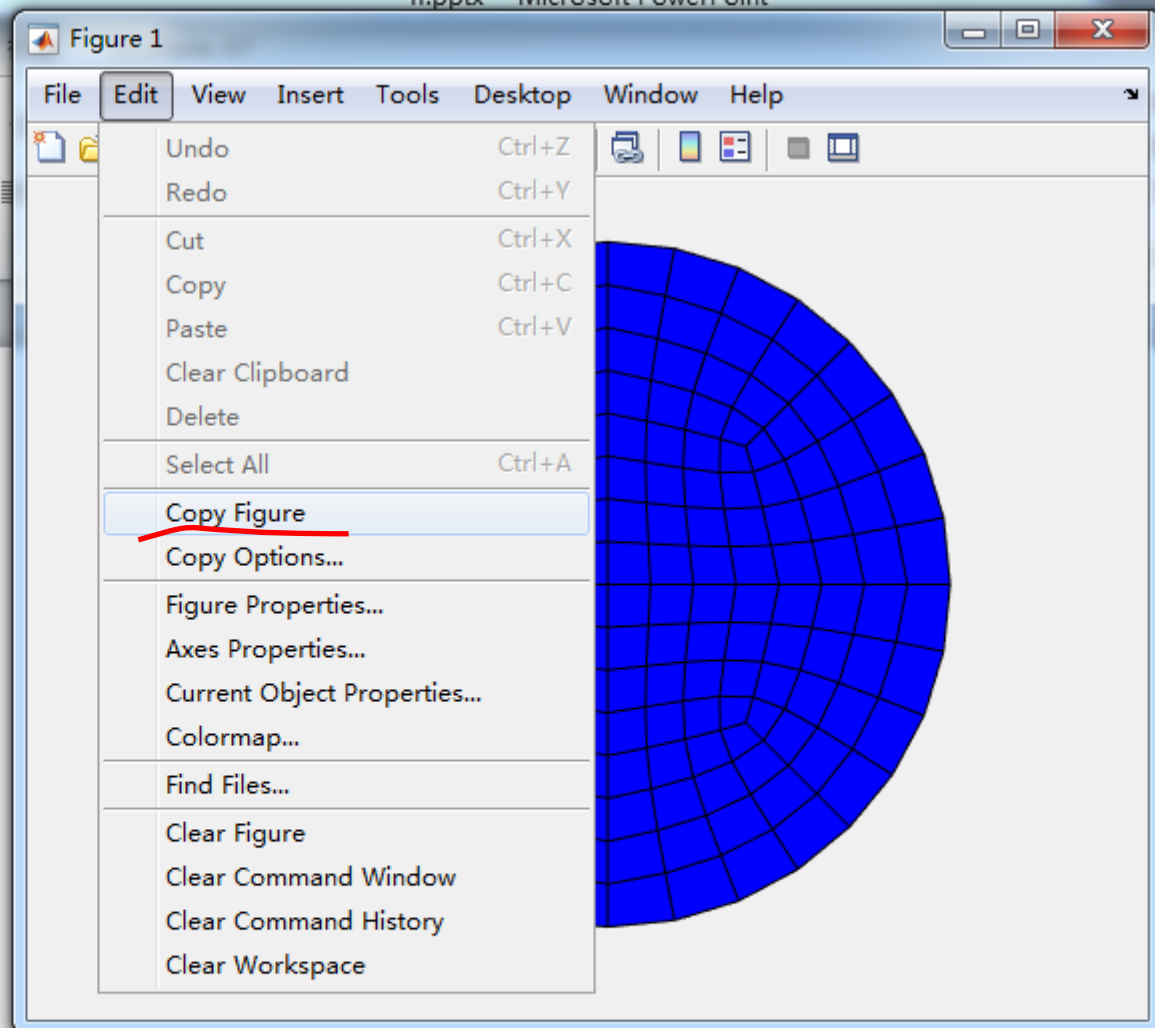 Microsoft PowerPoint
Figure 1
File Edit View Insert Tools Desktop Window Help
Undo Ctrl+Z
Redo Ctrl+Y
Cut Ctrl+X
Copy Ctrl+C
Paste Ctrl+V
Clear Clipboard
Delete
Select All Ctrl+A
Copy Figure
Copy Options...
Figure Properties...
Axes Properties...
Current Object Properties...
Colormap...
Find Files...
Clear Figure
Clear Command Window
Clear Command History
Clear Workspace